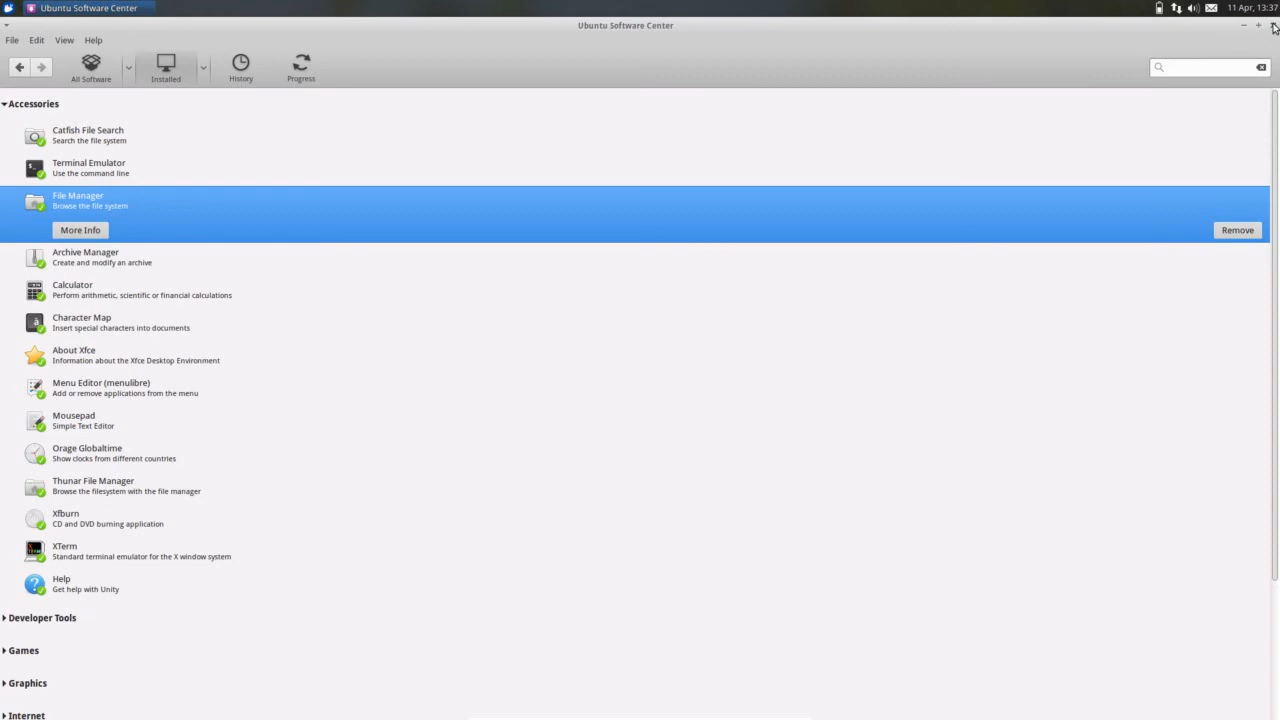 Ubuntu Software Center
11 Apr, 13:37
Ubuntu Software Center
File Edit View Help
All Software Installed History Progress
Accessories
Catfish File Search
Search the file system
Terminal Emulator
Use the command line
File Manager
Browse the file system
More Info Remove
Archive Manager
Create and modify an archive
Calculator
Perform arithmetic, scientific or financial calculations
Character Map
Insert special characters into documents
About Xfce
Information about the Xfce Desktop Environment
Menu Editor (menulibre)
Add or remove applications from the menu
Mousepad
Simple Text Editor
Orage Globaltime
Show clocks from different countries
Thunar File Manager
Browse the filesystem with the file manager
Xfburn
CD and DVD burning application
XTerm
Standard terminal emulator for the X window system
Help
Get help with Unity
Developer Tools
Games
Graphics
Internet